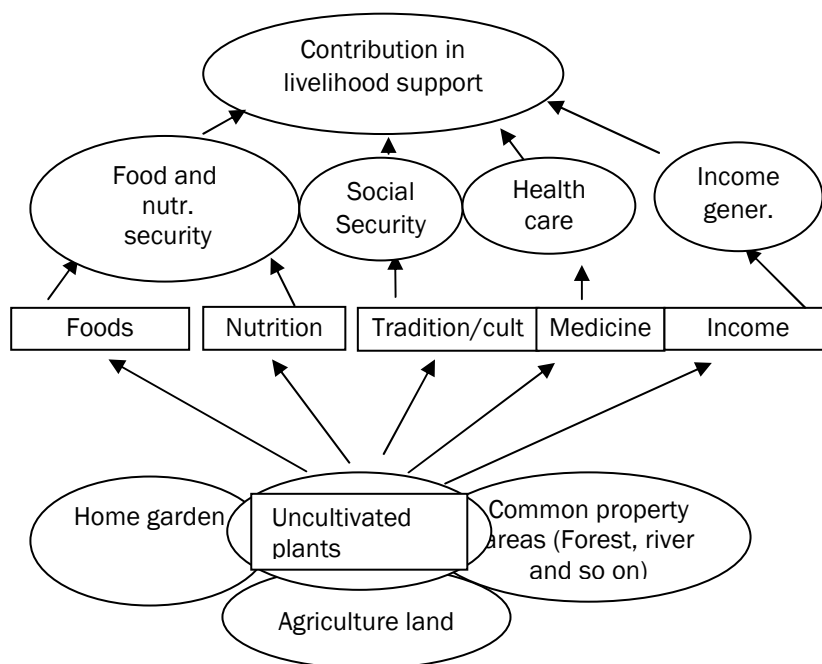 Contribution in
livelihood support
Food and
nutr.
security
Social
Security
Health
care
Income
gener.
Foods
Nutrition
Tradition/cult
Medicine
Income
Home garden
Uncultivated
plants
Common property
areas (Forest, river
and so on)
Agriculture land